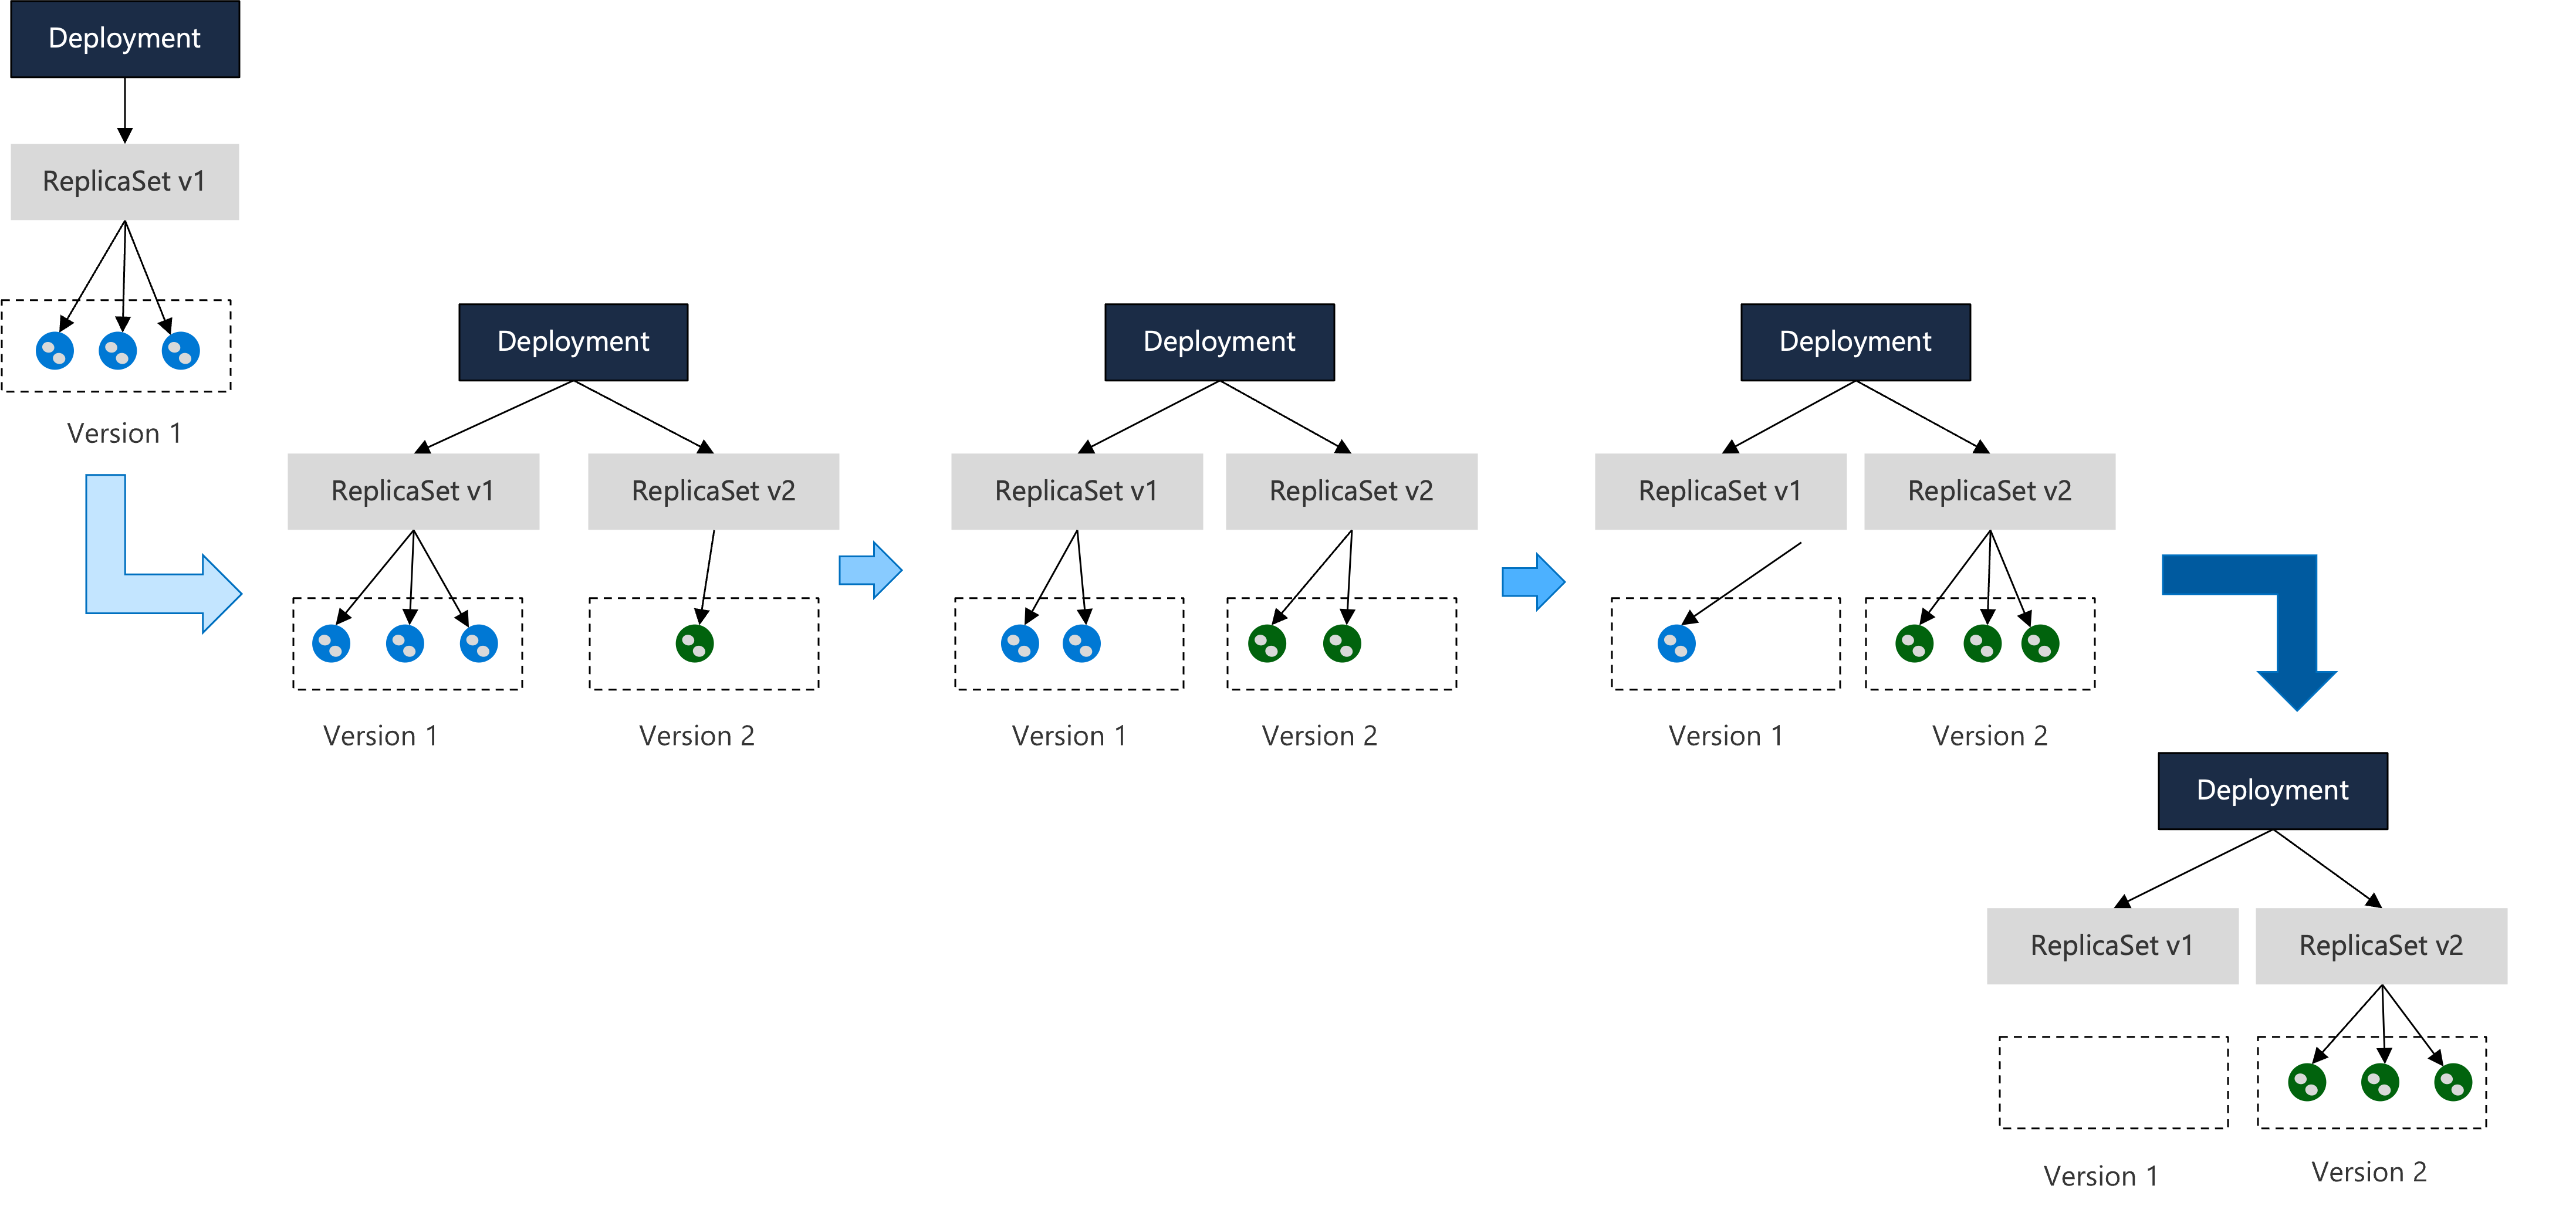 Deployment
ReplicaSet v1
Version 1
Deployment
ReplicaSet v1
ReplicaSet v2
Version 1
Version 2
Deployment
ReplicaSet v1
ReplicaSet v2
Version 1
Version 2
Deployment
ReplicaSet v1
ReplicaSet v2
Version 1
Version 2
Deployment
ReplicaSet v1
ReplicaSet v2
Version 1
Version 2